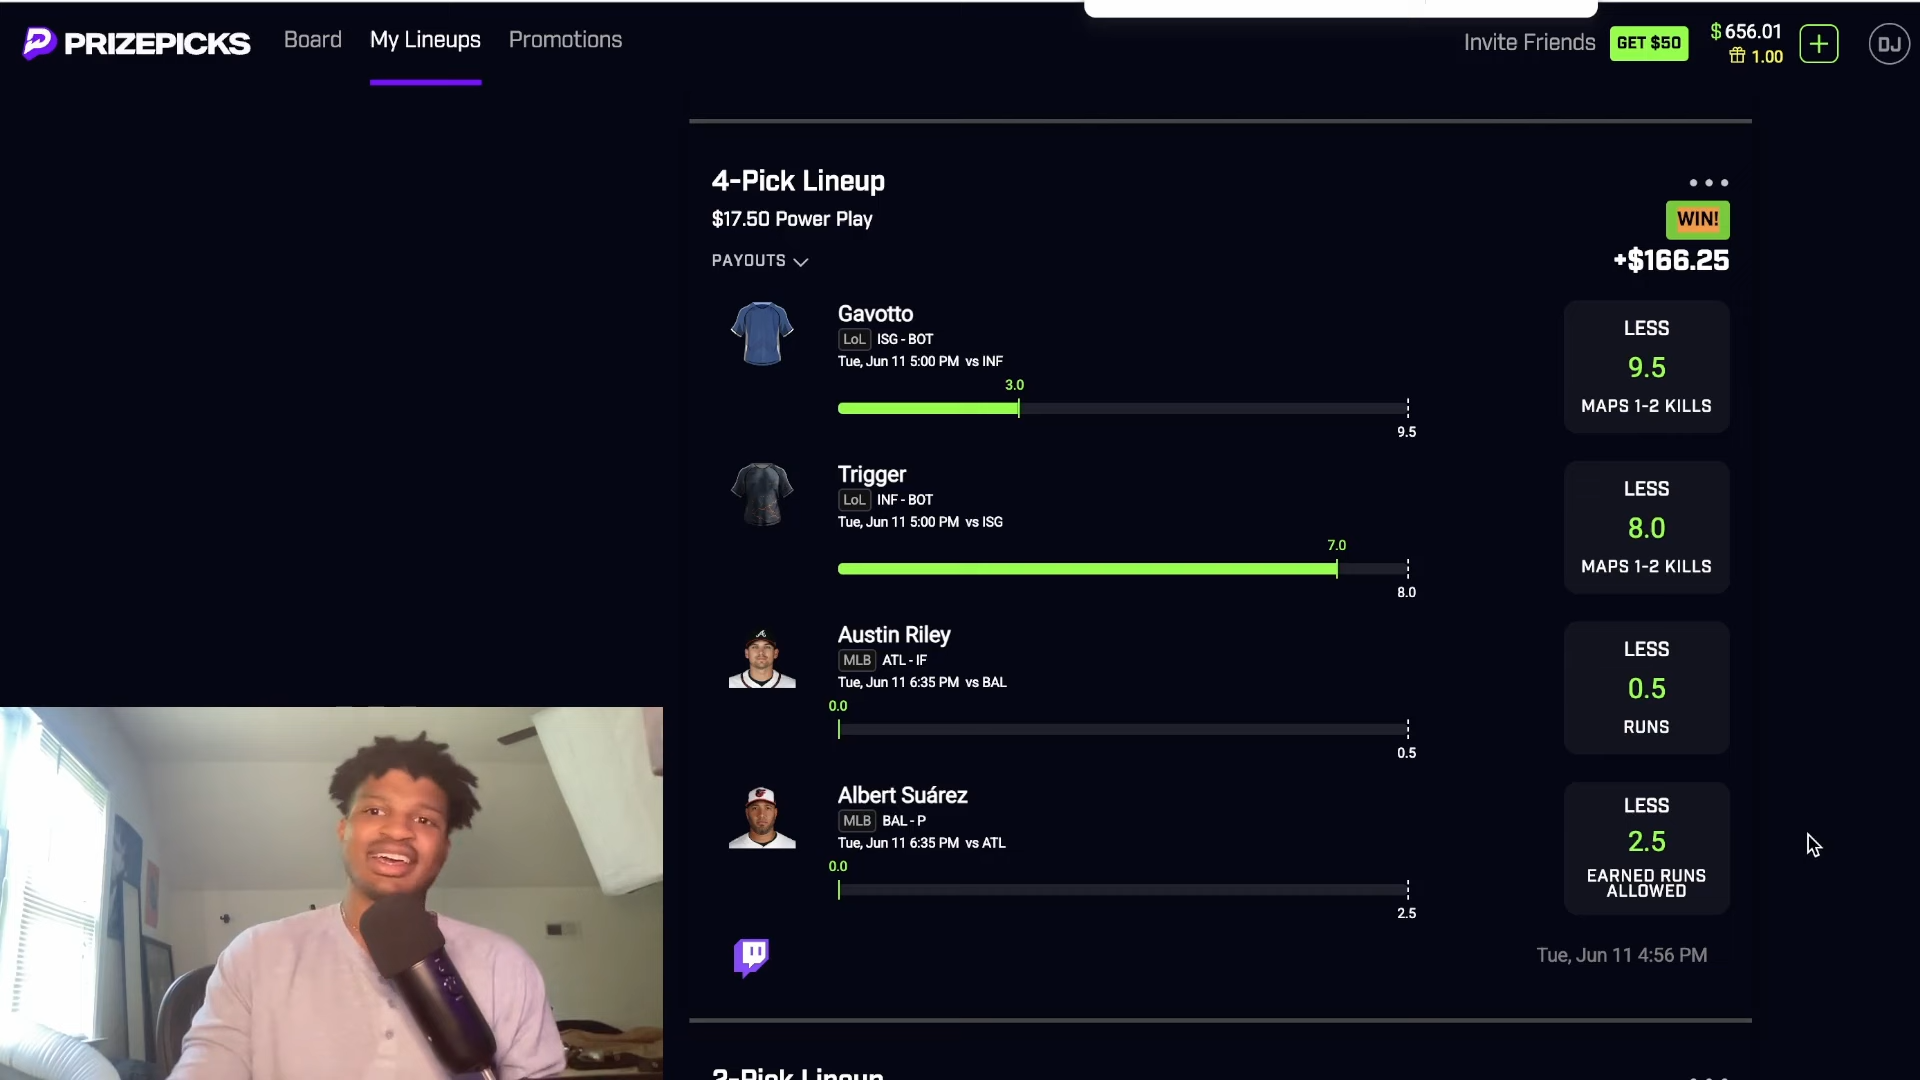 PRIZEPICKS
Board
My Lineups
Promotions
Invite Friends
GET $50
$656.01
1.00
DJ
4-Pick Lineup
$17.50 Power Play
WIN!
PAYOUTS
+$166.25
Gavotto
LoL ISG - BOT
Tue, Jun 11 5:00 PM vs INF
3.0
9.5
LESS
9.5
MAPS 1-2 KILLS
Trigger
LoL INF - BOT
Tue, Jun 11 5:00 PM vs ISG
7.0
8.0
LESS
8.0
MAPS 1-2 KILLS
Austin Riley
MLB ATL - IF
Tue, Jun 11 6:35 PM vs BAL
0.0
0.5
LESS
0.5
RUNS
Albert Suárez
MLB BAL - P
Tue, Jun 11 6:35 PM vs ATL
0.0
2.5
LESS
2.5
EARNED RUNS
ALLOWED
Tue, Jun 11 4:56 PM